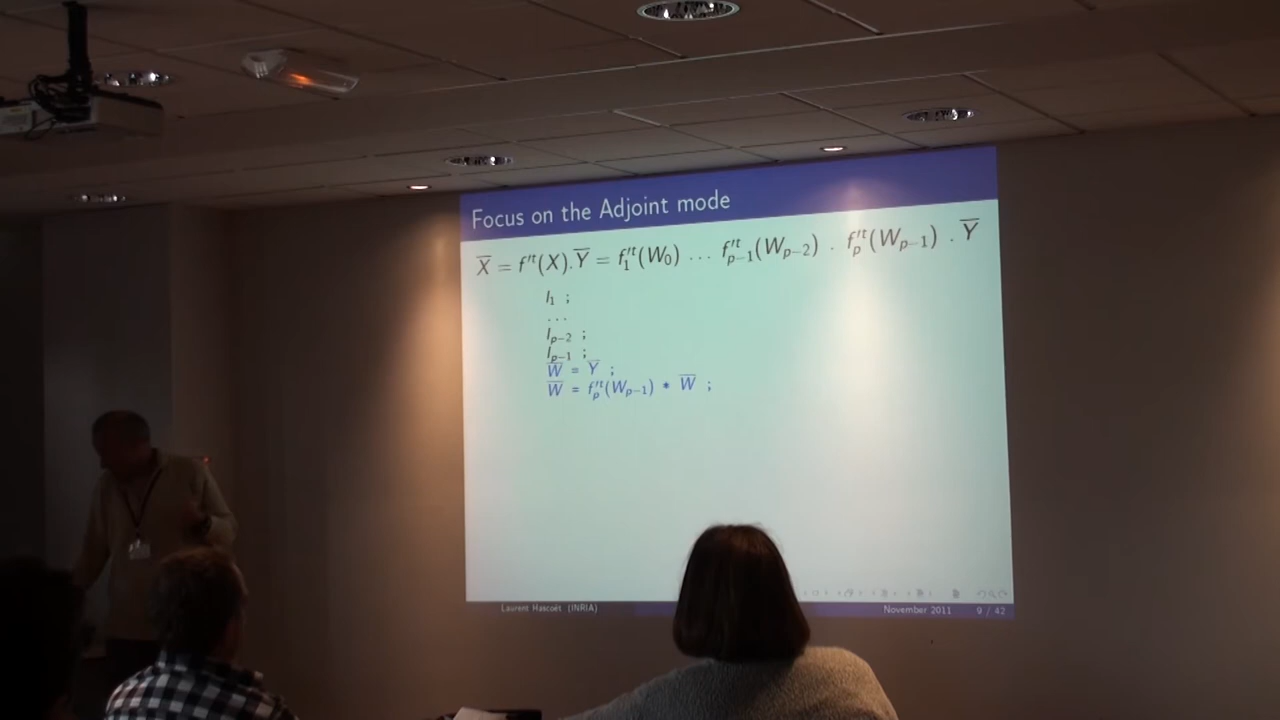 Focus on the Adjoint mode
X̅ = f′ᵗ(X).Y̅ = f₁′ᵗ(W₀) … f′ᵗₚ₋₁(Wₚ₋₂) . f′ᵗₚ(Wₚ₋₁) . Y̅
I₁ ;
...
Iₚ₋₂ ;
Iₚ₋₁ ;
W̅ = Y̅ ;
W̅ = f′ᵗₚ(Wₚ₋₁) * W̅ ;
Laurent Hascoët (INRIA)
November 2011
9 / 42